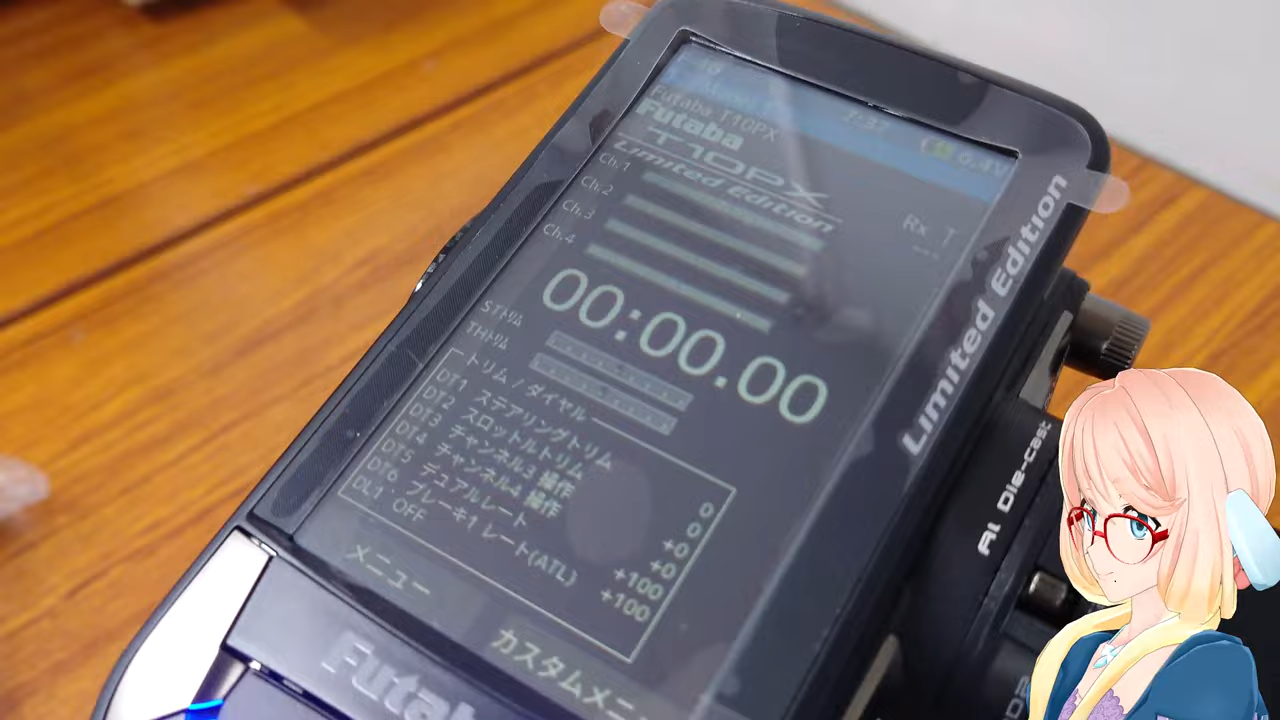 Futaba T10PX
Futaba
T10PX
Limited Edition
Ch.1
Ch.2
Ch.3
Ch.4
Rx
00:00.00
STトリム
THトリム
トリム / ダイヤル
DT1 ステアリングトリム 0
DT2 スロットルトリム 0
DT3 チャンネル3 操作 +0
DT4 チャンネル4 操作 +0
DT5 デュアルレート +100
DT6 ブレーキ1 レート(ATL) +100
DL1 OFF
メニュー
カスタムメニュ
Limited Edition
Al Die-cast
Futab